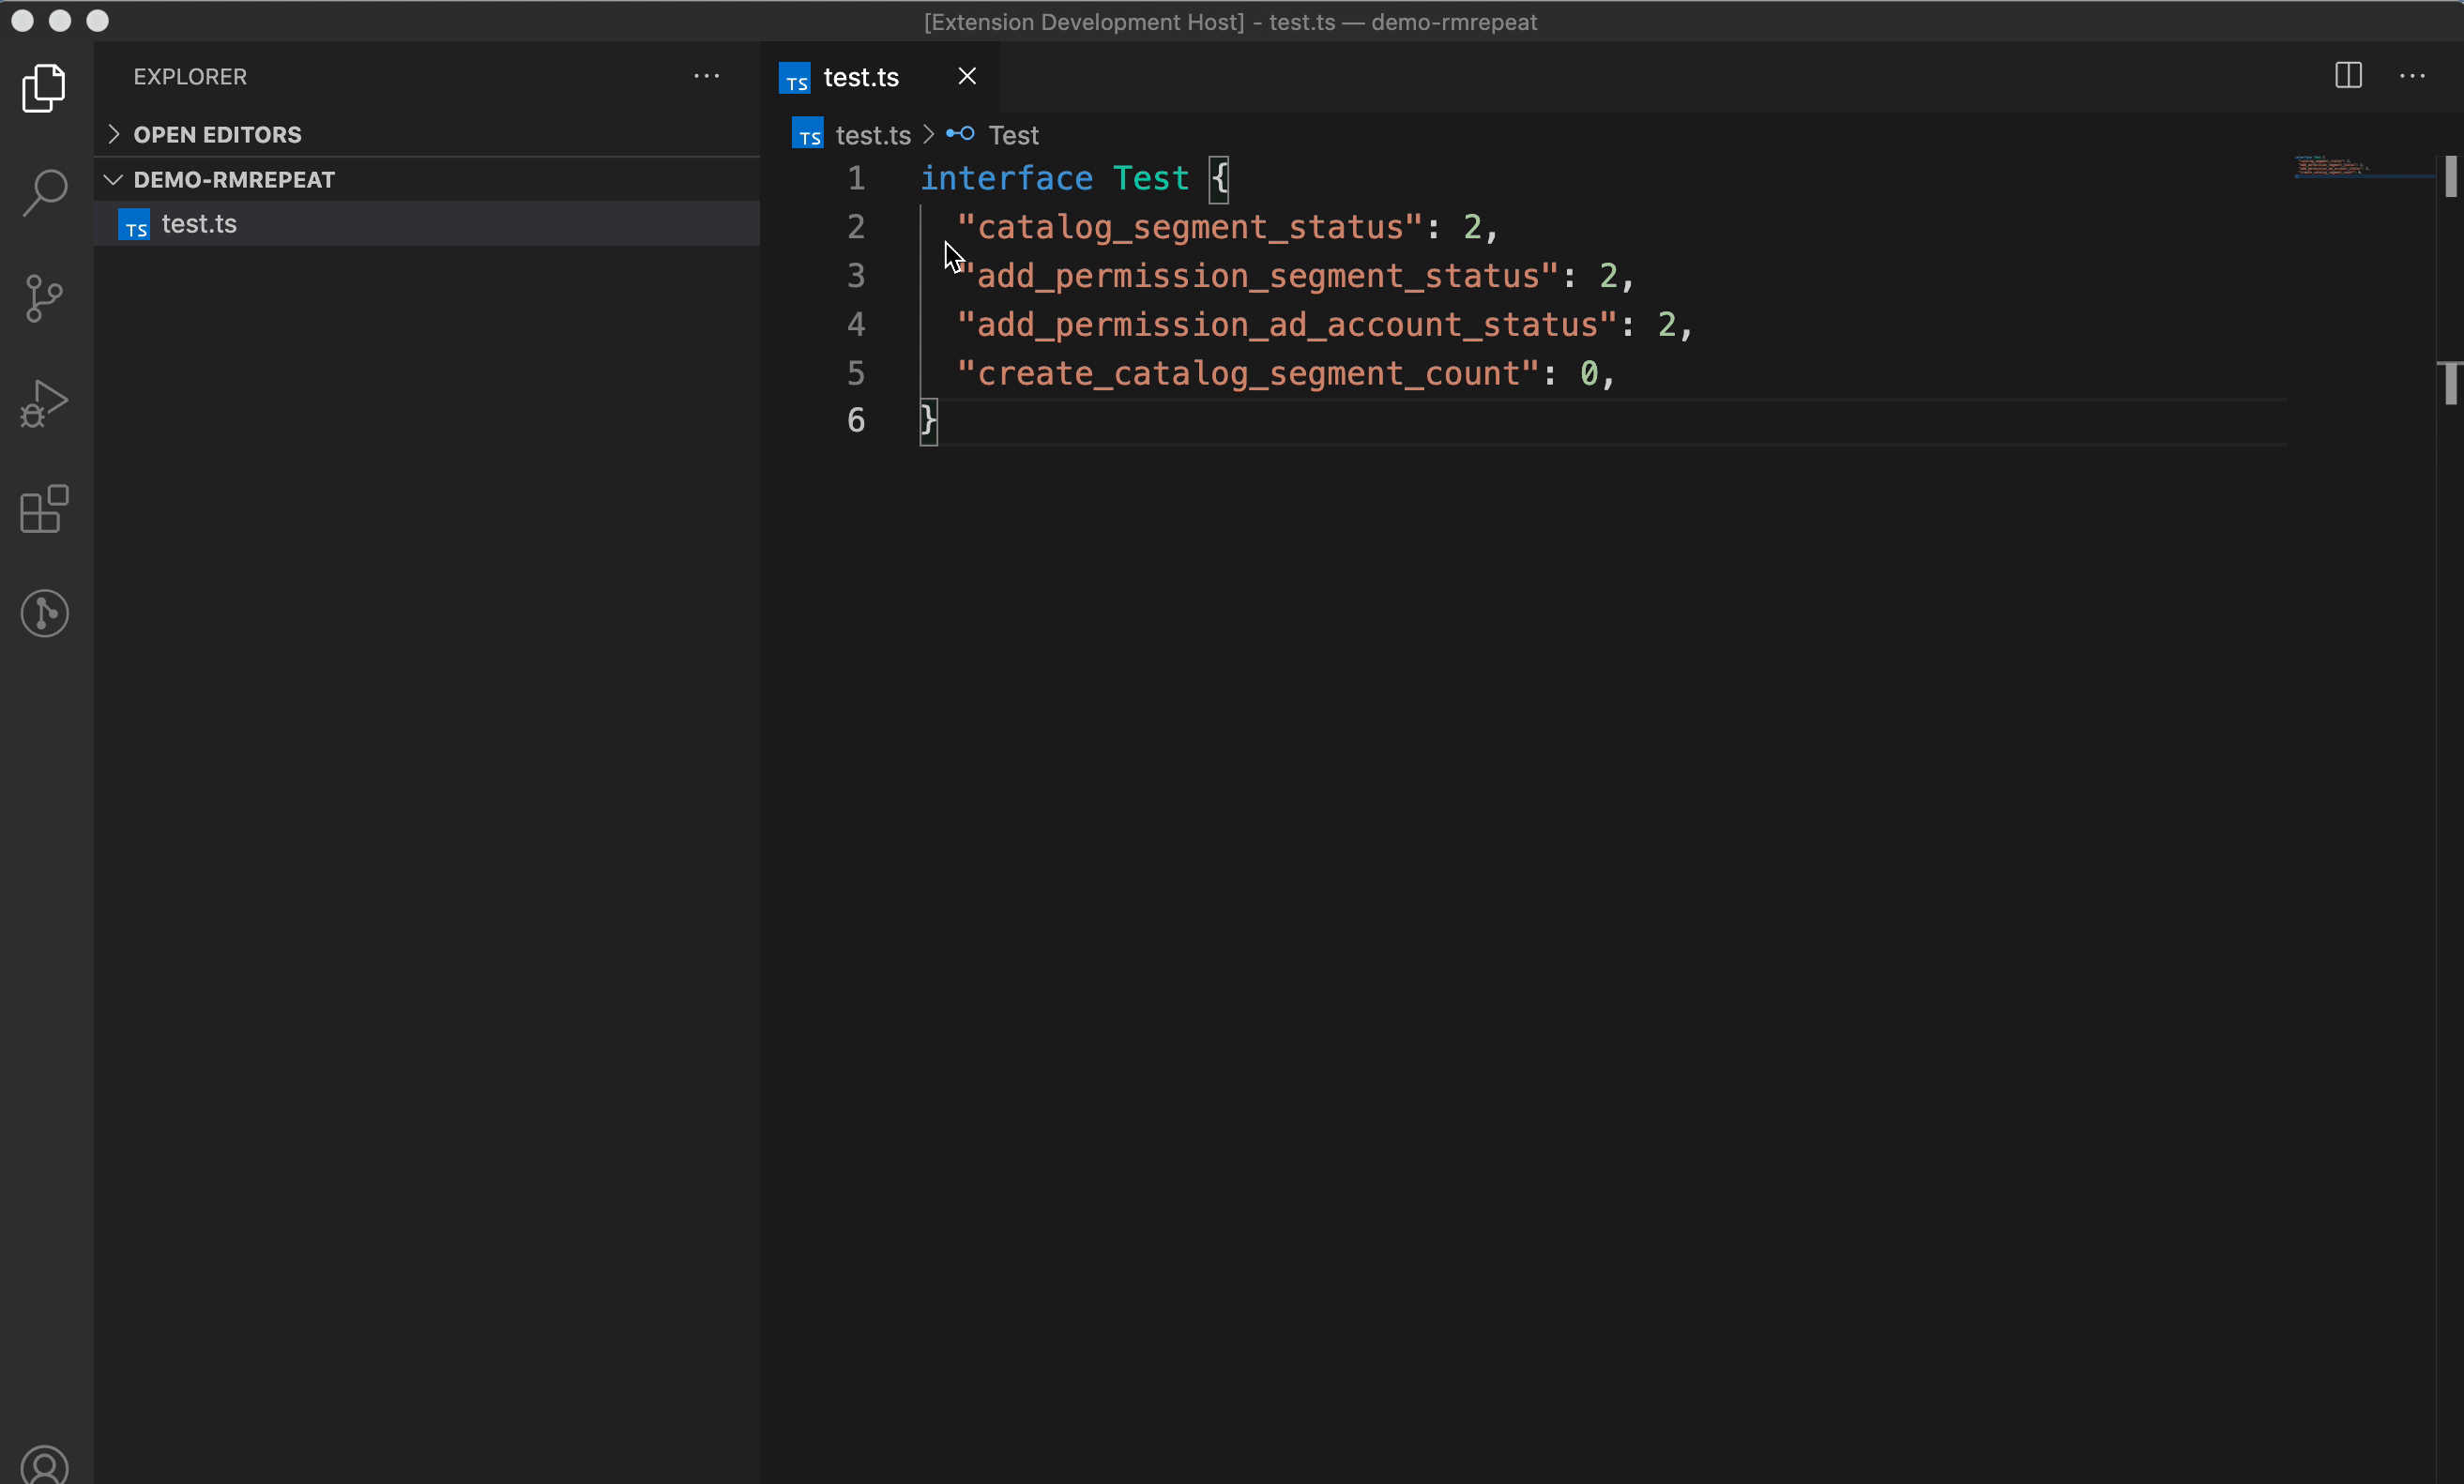 [Extension Development Host] - test.ts — demo-rmrepeat
EXPLORER
OPEN EDITORS
DEMO-RMREPEAT
TS test.ts
TS test.ts
TS test.ts > Test
1 interface Test {
2 "catalog_segment_status": 2,
3 "add_permission_segment_status": 2,
4 "add_permission_ad_account_status": 2,
5 "create_catalog_segment_count": 0,
6 }